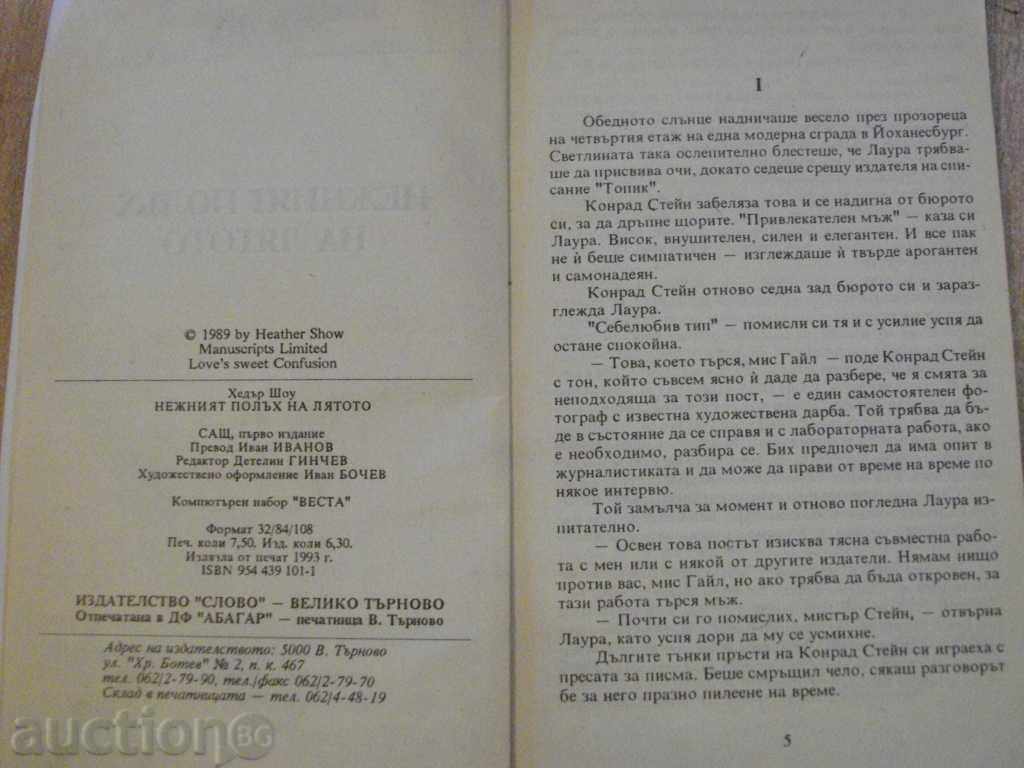 © 1989 by Heather Show
Manuscripts Limited
Love's sweet Confusion
Хедър Шоу
НЕЖНИЯТ ПОЛЪХ НА ЛЯТОТО
САЩ, първо издание
Превод Иван ИВАНОВ
Редактор Детелин ГИНЧЕВ
Художествено оформление Иван БОЧЕВ
Компютърен набор "ВЕСТА"
Формат 32/84/108
Печ. коли 7,50. Изд. коли 6,30.
Излязла от печат 1993 г.
ISBN 954 439 101-1
ИЗДАТЕЛСТВО "СЛОВО" — ВЕЛИКО ТЪРНОВО
Отпечатана в ДФ "АБАГАР" — печатница В. Търново
Адрес на издателството: 5000 В. Търново
ул. "Хр. Ботев" № 2, п. к. 467
тел. 062/2-79-90, тел./факс 062/2-79-70
Склад в печатницата — тел. 062/4-48-19
auction BG
I
Обедното слънце надничаше весело през прозореца
на четвъртия етаж на една модерна сграда в Йоханесбург.
Светлината така ослепително блестеше, че Лаура трябва-
ше да присвива очи, докато седеше срещу издателя на спи-
сание "Топик".
Конрад Стейн забеляза това и се надигна от бюрото
си, за да дръпне щорите. "Привлекателен мъж" — каза си
Лаура. Висок, внушителен, силен и елегантен. И все пак
не ѝ беше симпатичен — изглеждаше ѝ твърде арогантен
и самонадеян.
Конрад Стейн отново седна зад бюрото си и зараз-
глежда Лаура.
"Себелюбив тип" — помисли си тя и с усилие успя да
остане спокойна.
— Това, което търся, мис Гайл — поде Конрад Стейн
с тон, който съвсем ясно ѝ даде да разбере, че я смята за
неподходяща за този пост, — е един самостоятелен фо-
тограф с известна художествена дарба. Той трябва да бъ-
де в състояние да се справя и с лабораторната работа, ако
е необходимо, разбира се. Бих предпочел да има опит в
журналистиката и да може да прави от време на време по
някое интервю.
Той замълча за момент и отново погледна Лаура из-
питателно.
— Освен това постът изисква тясна съвместна рабо-
та с мен или с някой от другите издатели. Нямам нищо
против вас, мис Гайл, но ако трябва да бъда откровен, за
тази работа търся мъж.
— Почти си го помислих, мистър Стейн, — отвърна
Лаура, като успя дори да му се усмихне.
Дългите тънки пръсти на Конрад Стейн си играеха с
пресата за писма. Беше смръщил чело, сякаш разговорът
бе за него празно пилеене на време.
5